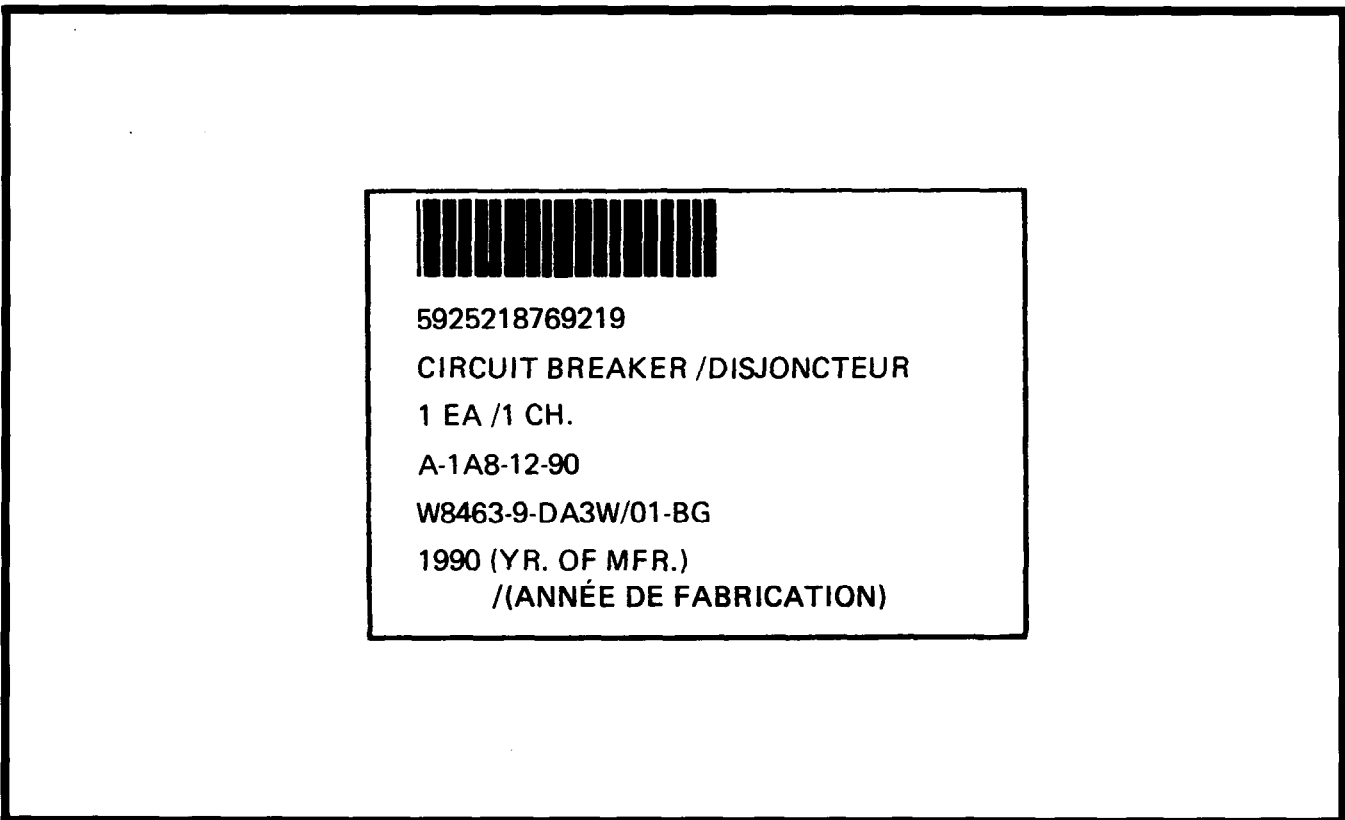 5925218769219
CIRCUIT BREAKER /DISJONCTEUR
1 EA /1 CH.
A-1A8-12-90
W8463-9-DA3W/01-BG
1990 (YR. OF MFR.)
/(ANNÉE DE FABRICATION)